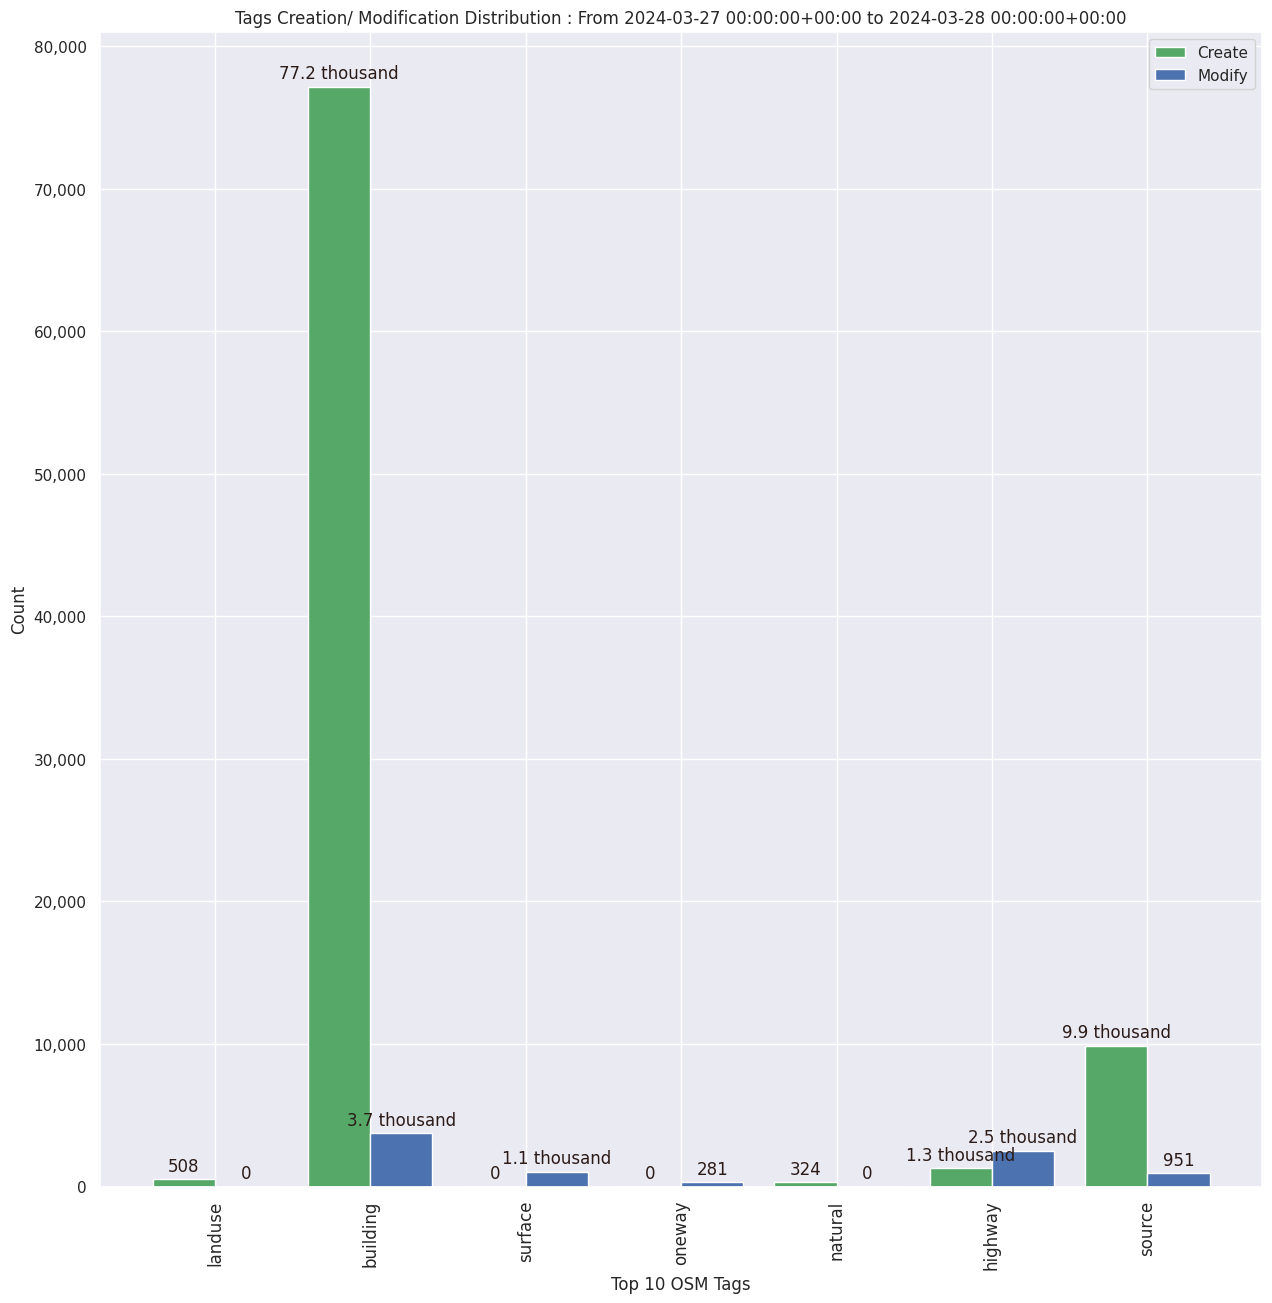 Tags Creation/ Modification Distribution : From 2024-03-27 00:00:00+00:00 to 2024-03-28 00:00:00+00:00
Create
Modify
80,000
70,000
60,000
50,000
40,000
30,000
20,000
10,000
0
Count
508
0
77.2 thousand
3.7 thousand
0
1.1 thousand
0
281
324
0
1.3 thousand
2.5 thousand
9.9 thousand
951
landuse
building
surface
oneway
natural
highway
source
Top 10 OSM Tags